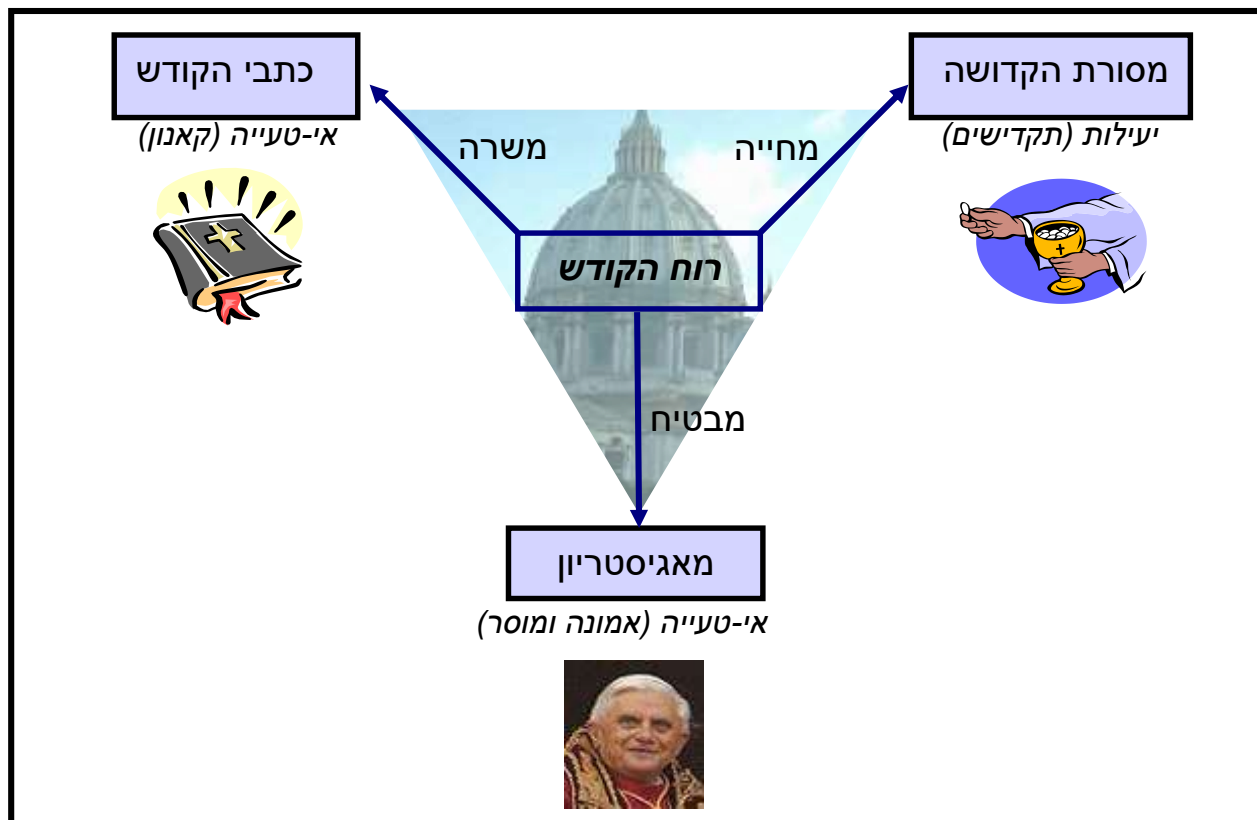 מסורת הקדושה
יעילות (תקדישים)
כתבי הקודש
אי-טעייה (קאנון)
מחייה
משרה
רוח הקודש
מבטיח
מאגיסטריון
אי-טעייה (אמונה ומוסר)